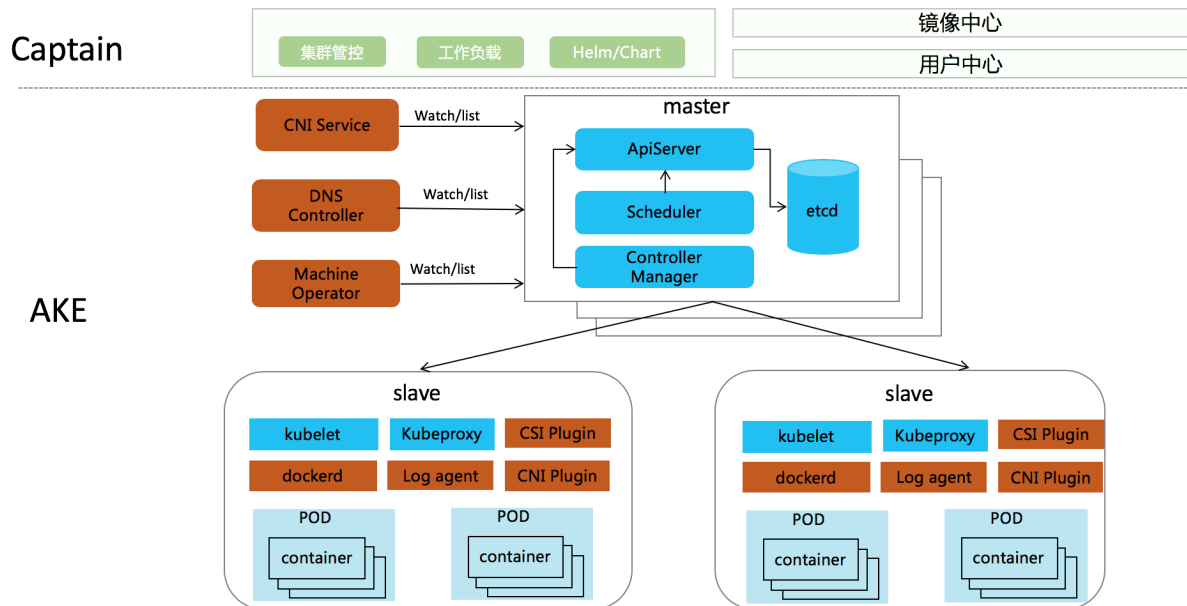 Captain
集群管控
工作负载
Helm/Chart
镜像中心
用户中心
AKE
CNI Service
Watch/list
DNS
Controller
Watch/list
Machine
Operator
Watch/list
master
ApiServer
Scheduler
Controller
Manager
etcd
slave
kubelet
Kubeproxy
CSI Plugin
dockerd
Log agent
CNI Plugin
POD
container
POD
container
slave
kubelet
Kubeproxy
CSI Plugin
dockerd
Log agent
CNI Plugin
POD
container
POD
container